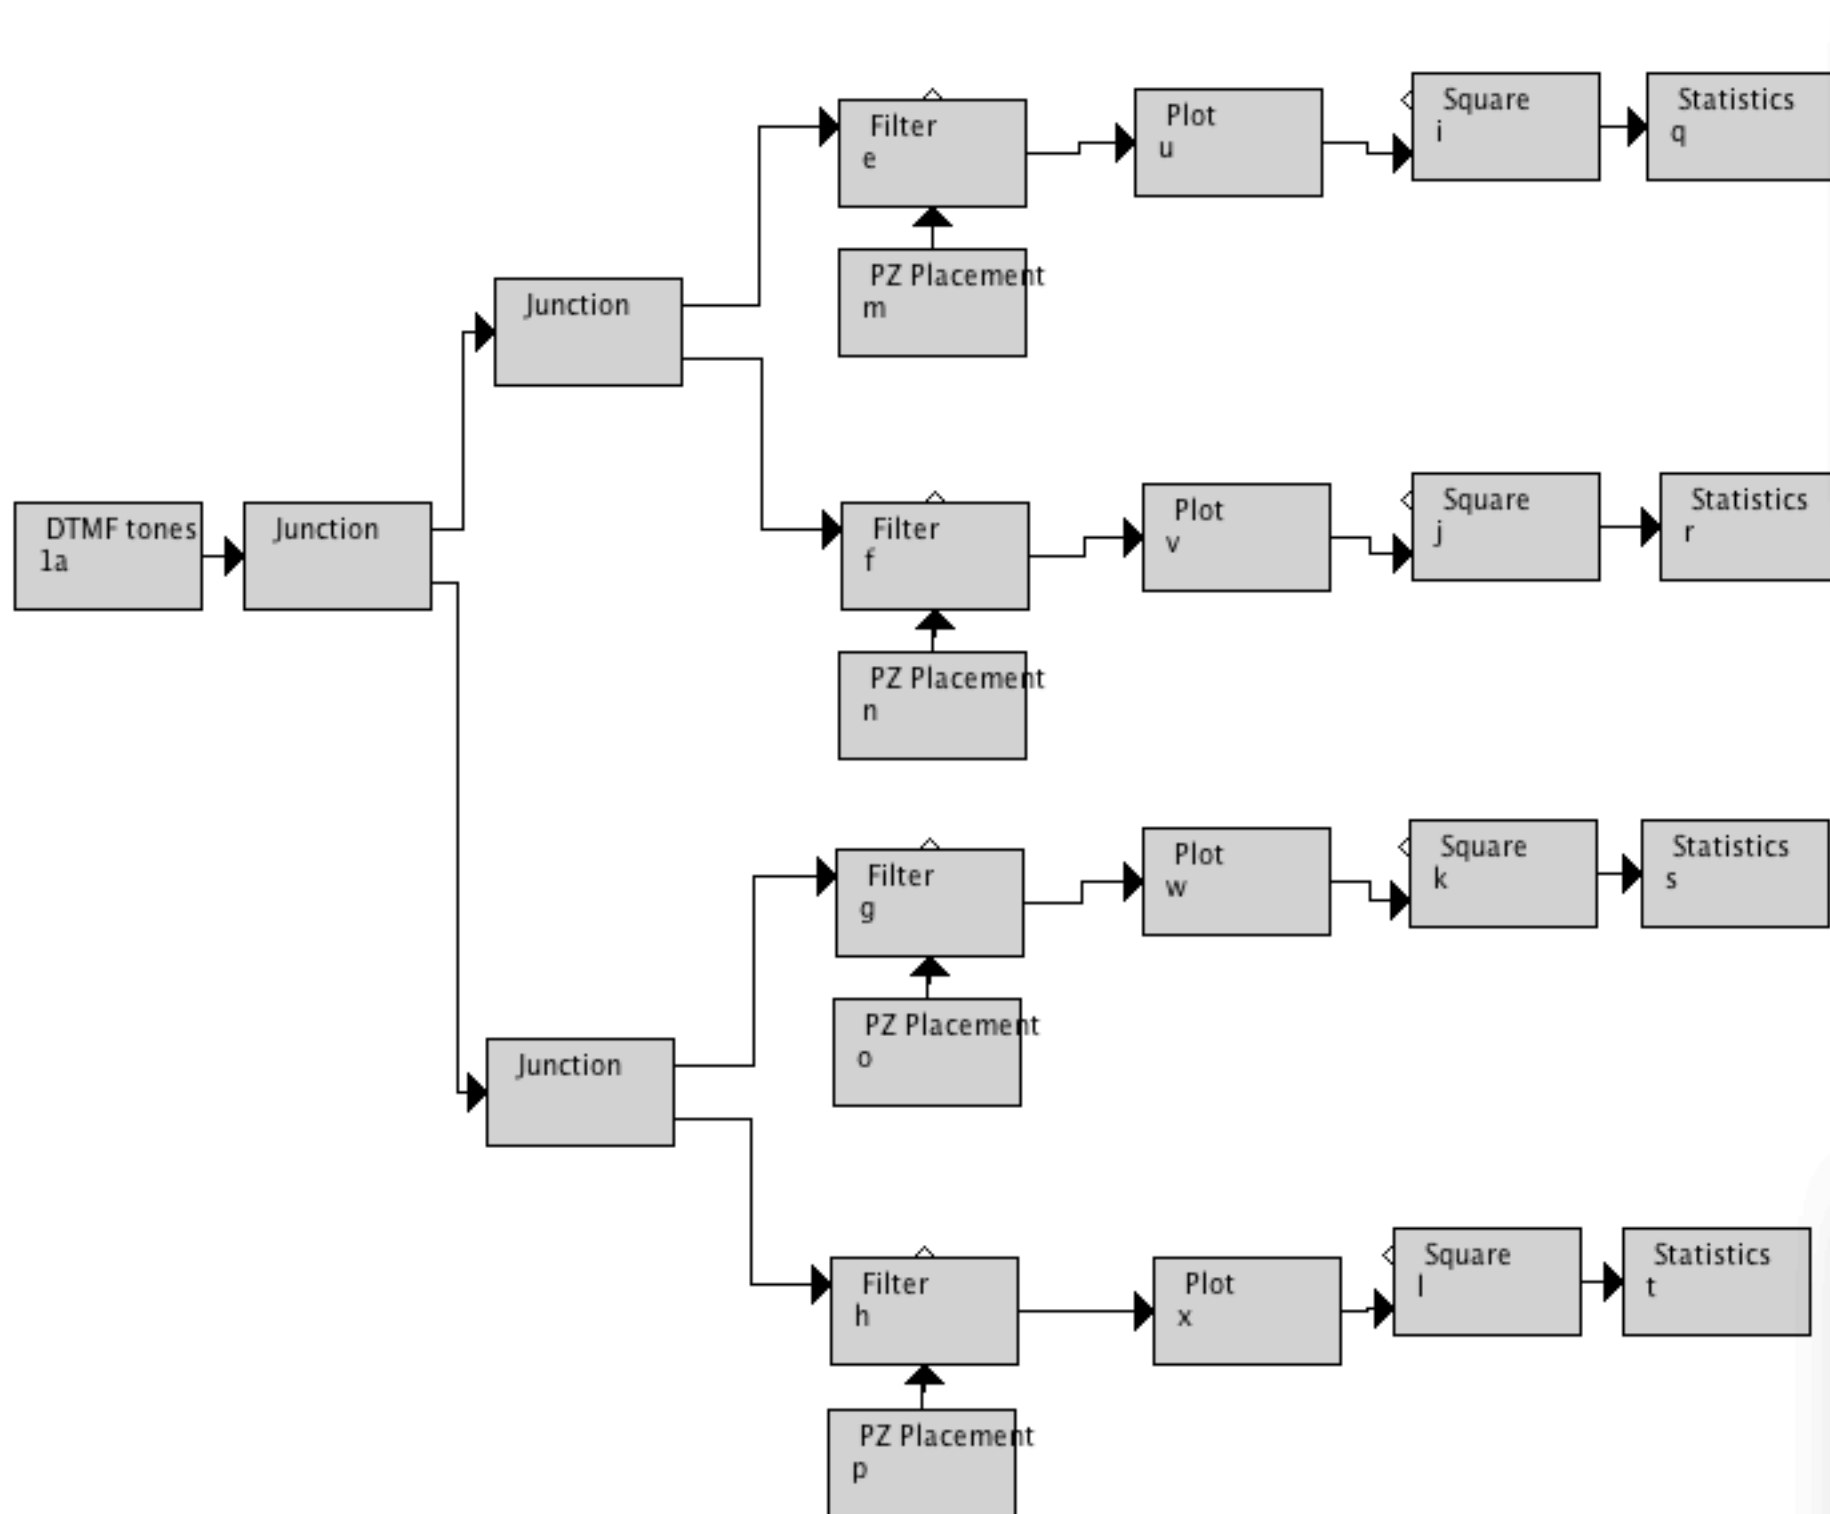 Filter
e
Plot
u
Square
i
Statistics
q
PZ Placement
m
Junction
DTMF tones
1a
Junction
Filter
f
Plot
v
Square
j
Statistics
r
PZ Placement
n
Filter
g
Plot
w
Square
k
Statistics
s
PZ Placement
o
Junction
Filter
h
Plot
x
Square
l
Statistics
t
PZ Placement
p